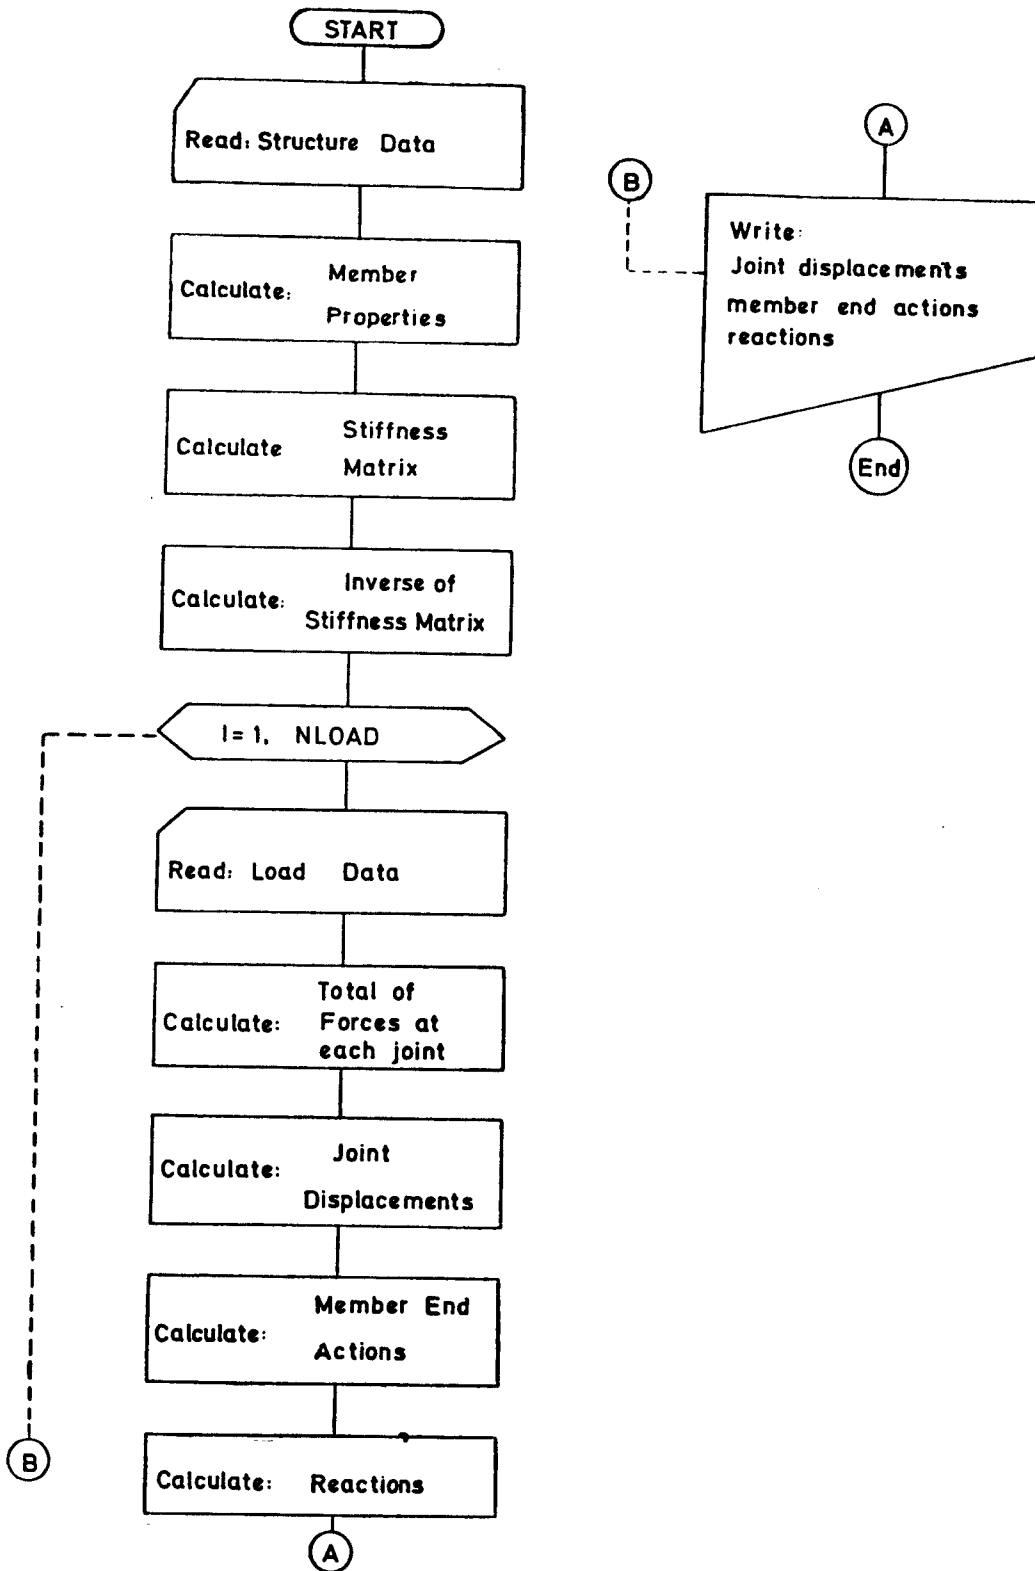 START
Read: Structure Data
Calculate: Member
Properties
Calculate Stiffness
Matrix
Calculate: Inverse of
Stiffness Matrix
I=1, NLOAD
Read: Load Data
Calculate: Total of
Forces at
each joint
Calculate: Joint
Displacements
Calculate: Member End
Actions
B
Calculate: Reactions
A
A
B
Write:
Joint displacements
member end actions
reactions
End